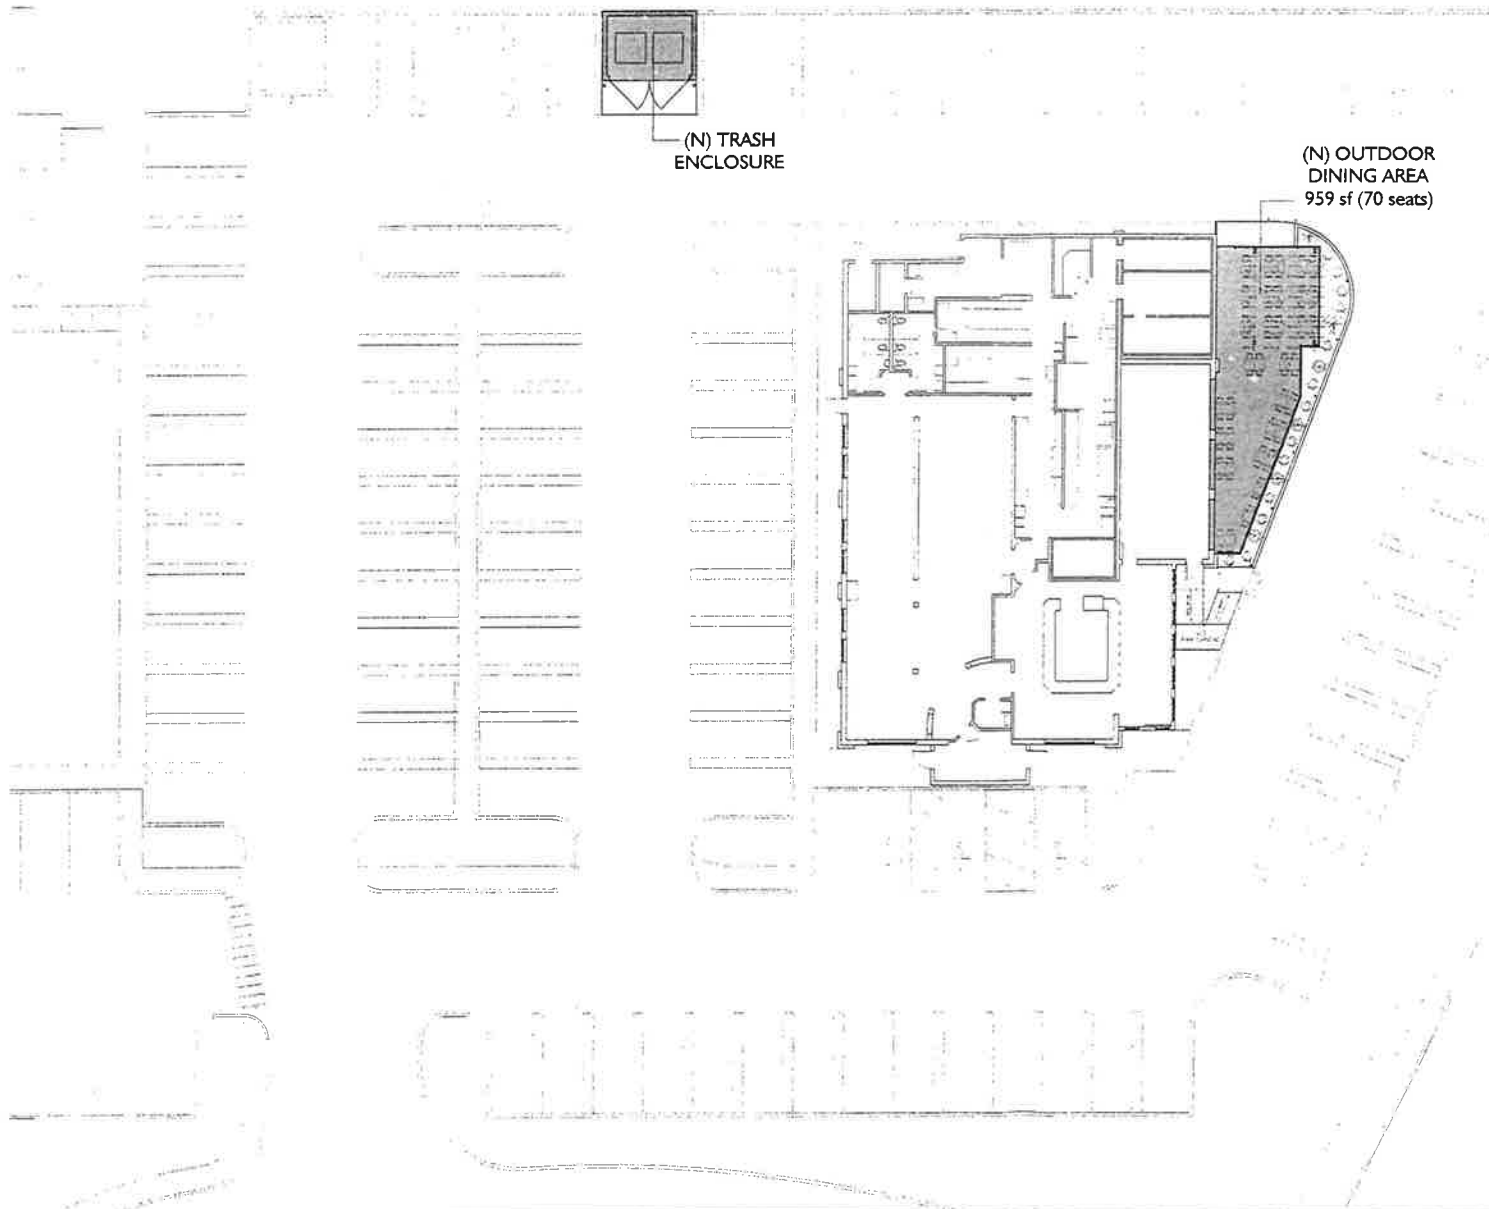 (N) TRASH
ENCLOSURE
(N) OUTDOOR
DINING AREA
959 sf (70 seats)